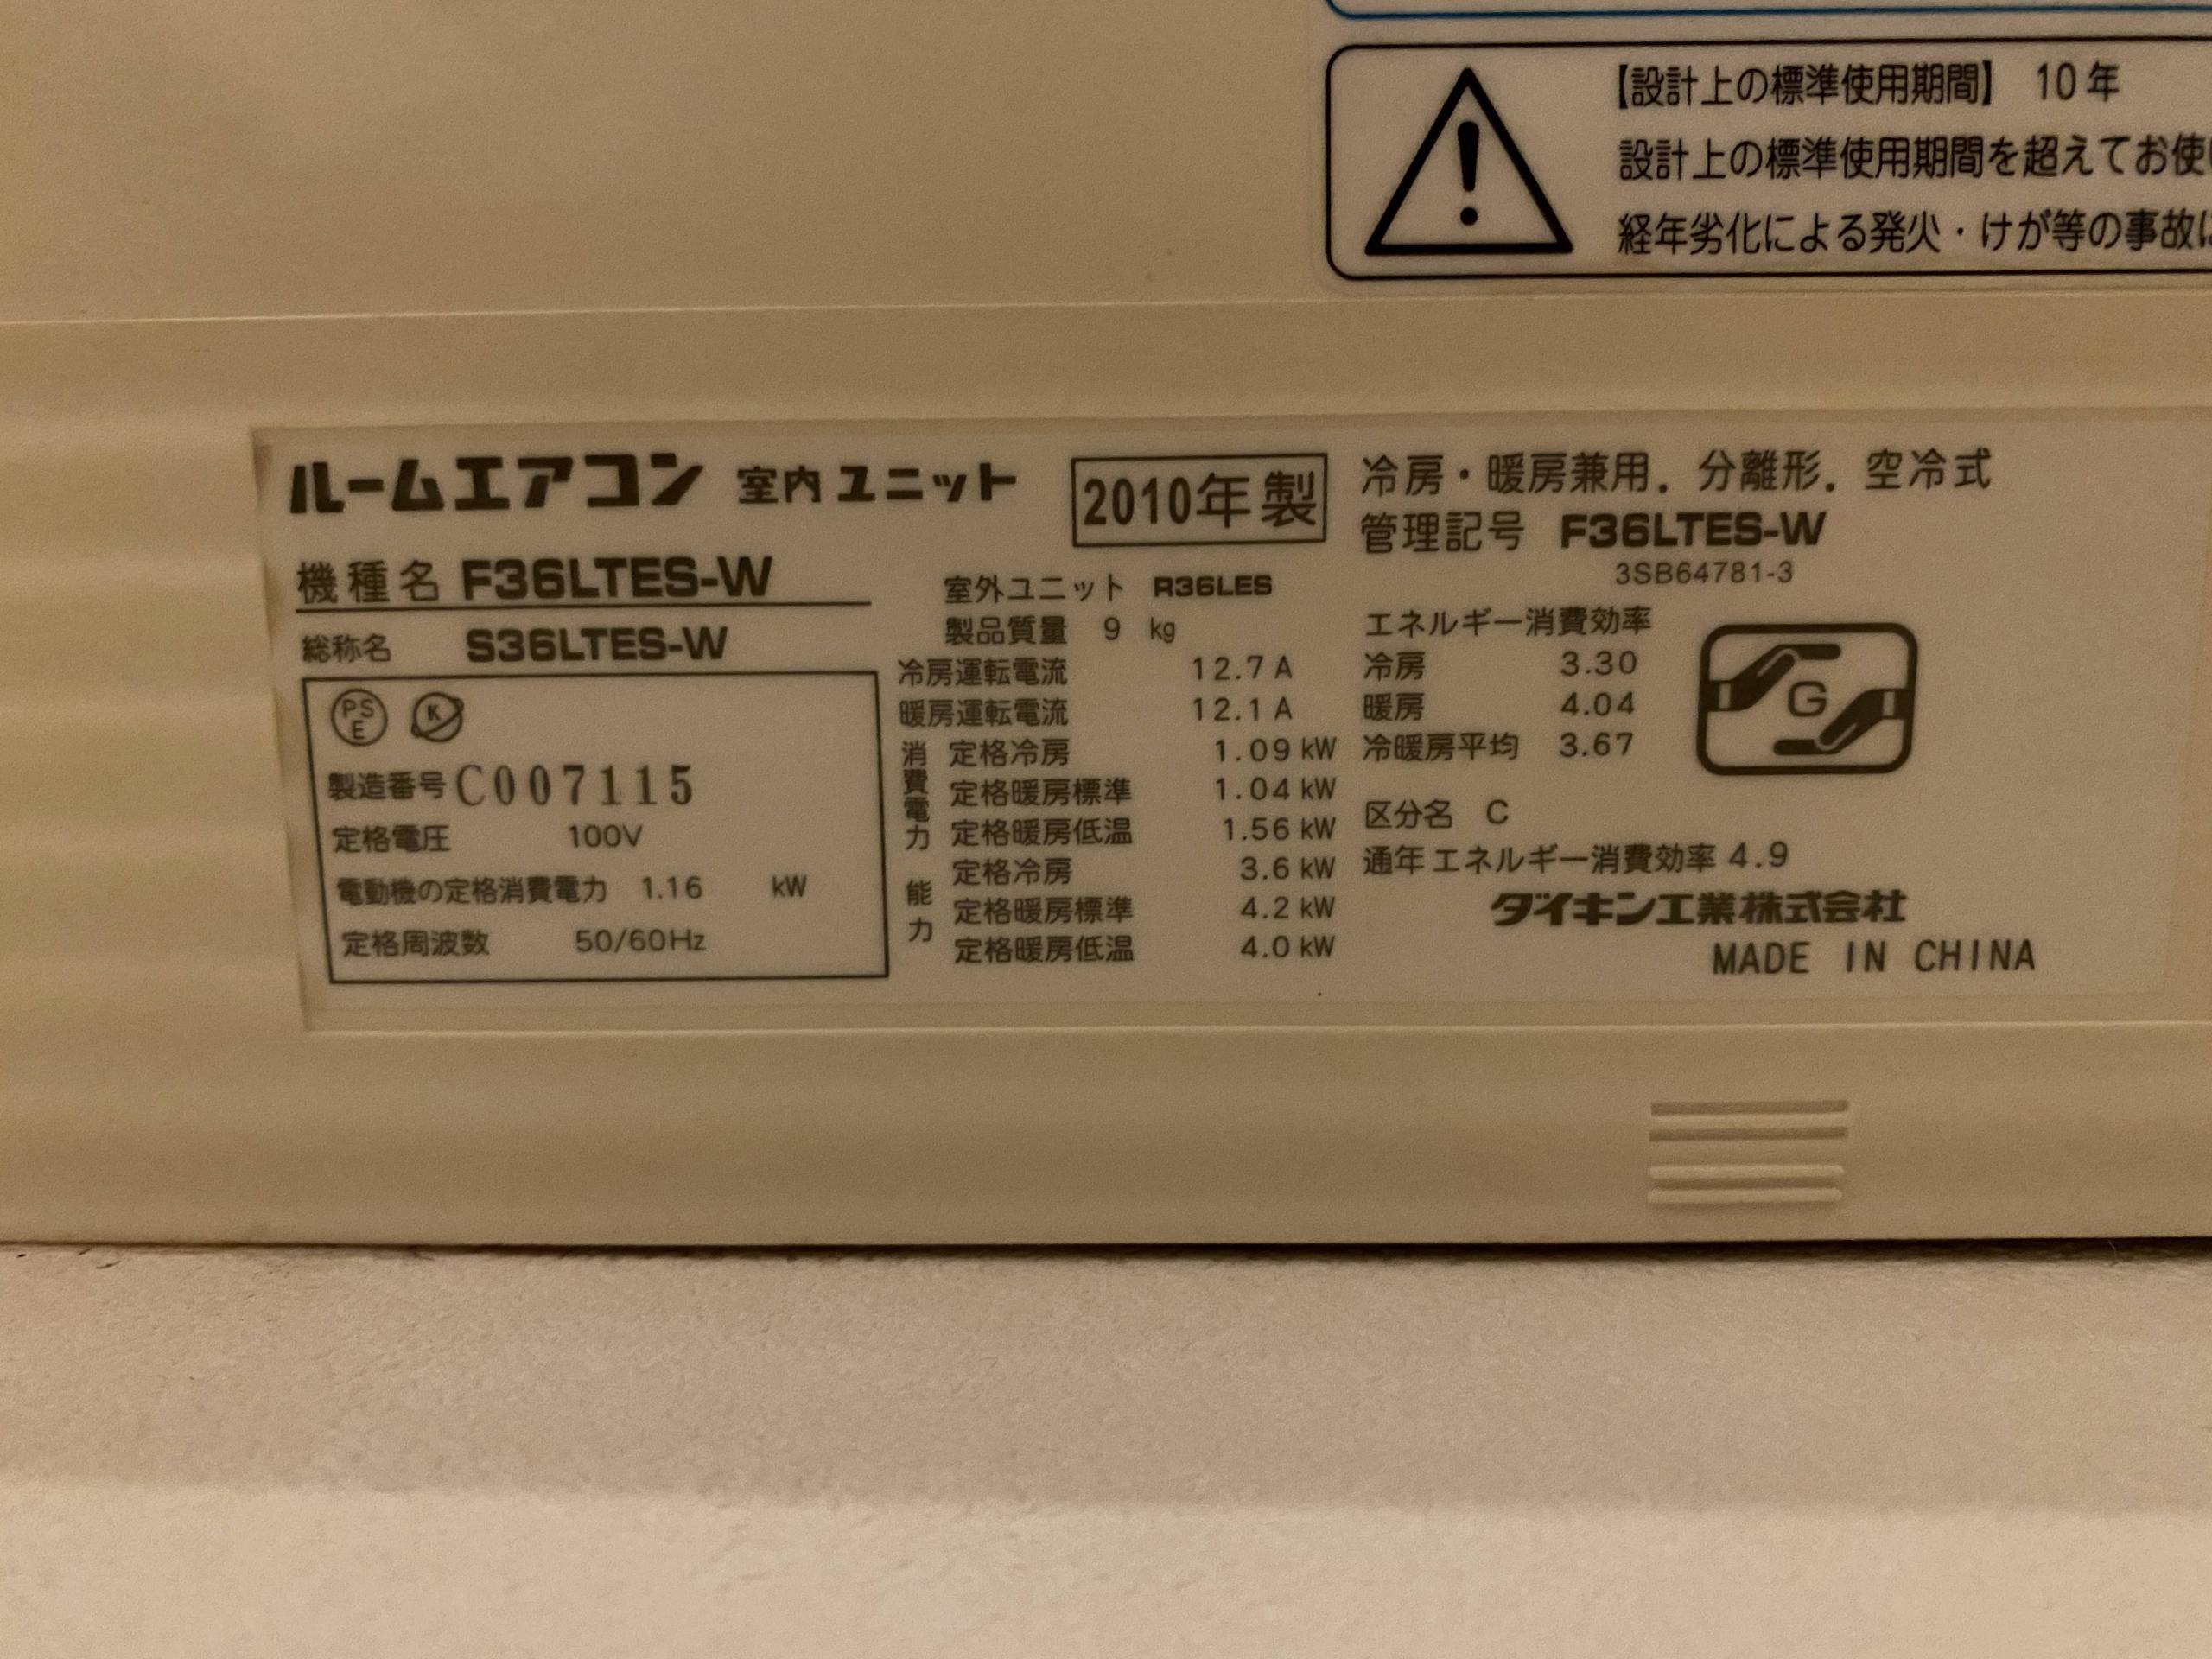 【設計上の標準使用期間】 10年
設計上の標準使用期間を超えてお使
経年劣化による発火・けが等の事故
ルームエアコン 室内ユニット
2010年製
機種名 F36LTES-W
総称名 S36LTES-W
PS
E
K
製造番号 C007115
定格電圧 100V
電動機の定格消費電力 1.16 kW
定格周波数 50/60Hz
室外ユニット R36LES
製品質量 9 kg
冷房運転電流 12.7 A
暖房運転電流 12.1 A
消費電力
定格冷房 1.09 kW
定格暖房標準 1.04 kW
定格暖房低温 1.56 kW
能力
定格冷房 3.6 kW
定格暖房標準 4.2 kW
定格暖房低温 4.0 kW
冷房・暖房兼用. 分離形. 空冷式
管理記号 F36LTES-W
3SB64781-3
エネルギー消費効率
冷房 3.30
暖房 4.04
冷暖房平均 3.67
G
区分名 C
通年エネルギー消費効率 4.9
ダイキン工業株式会社
MADE IN CHINA